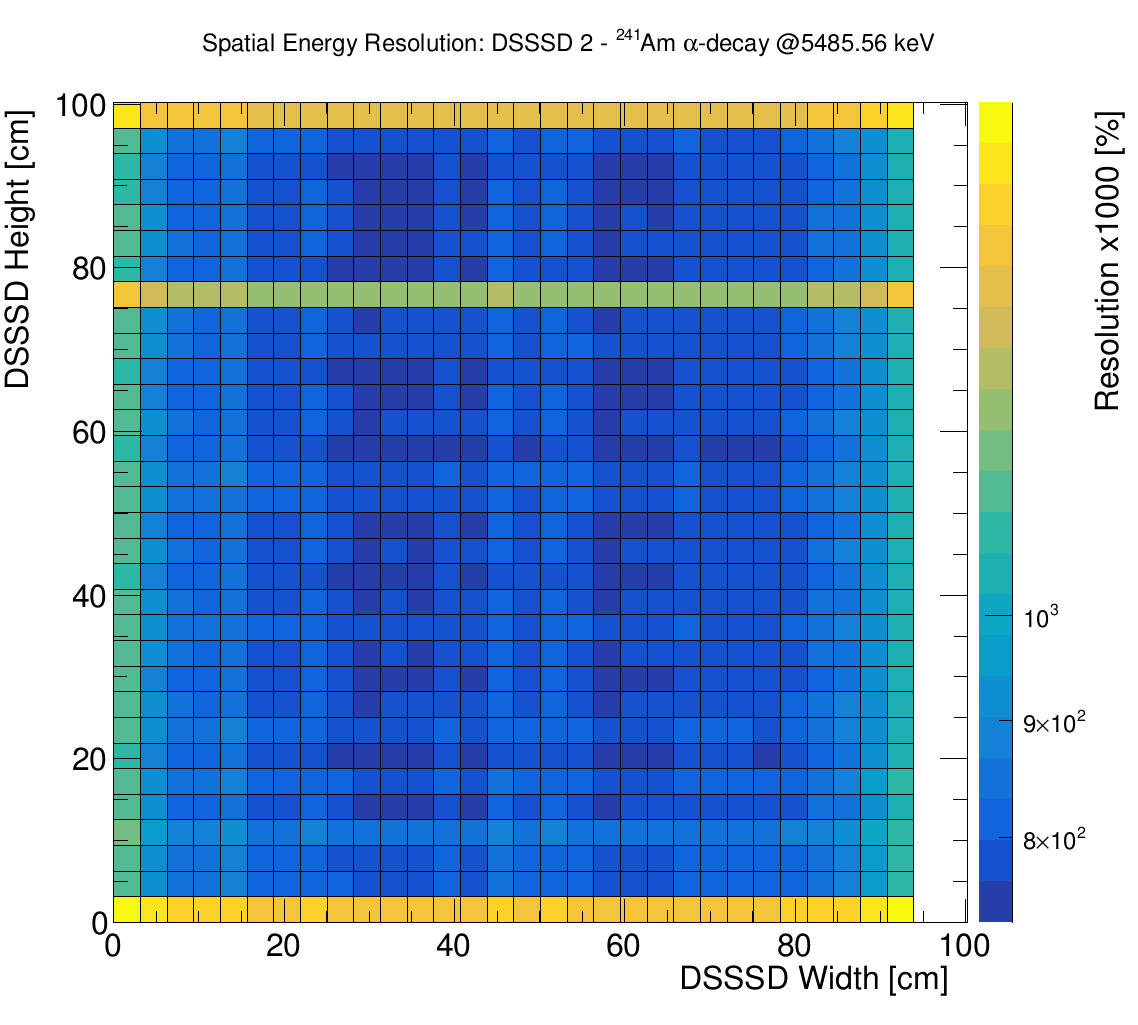 Spatial Energy Resolution: DSSSD 2 - ²⁴¹Am α-decay @5485.56 keV
DSSSD Height [cm]
100
80
60
40
20
0
0 20 40 60 80 100
DSSSD Width [cm]
10³
9×10²
8×10²
Resolution x1000 [%]